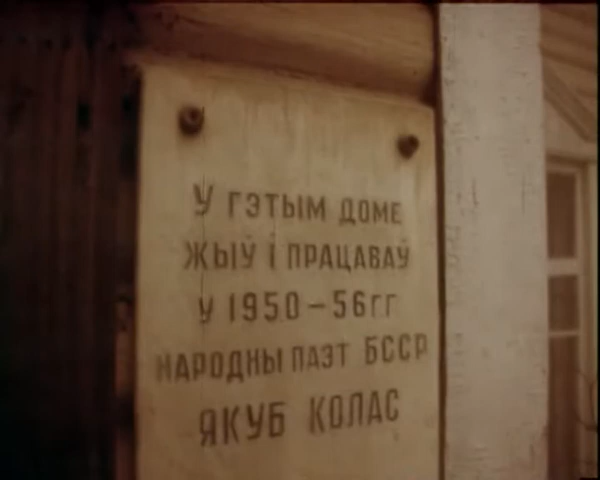 У ГЭТЫМ ДОМЕ
ЖЫЎ І ПРАЦАВАЎ
У 1950-56ГГ
НАРОДНЫ ПАЭТ БССР
ЯКУБ КОЛАС